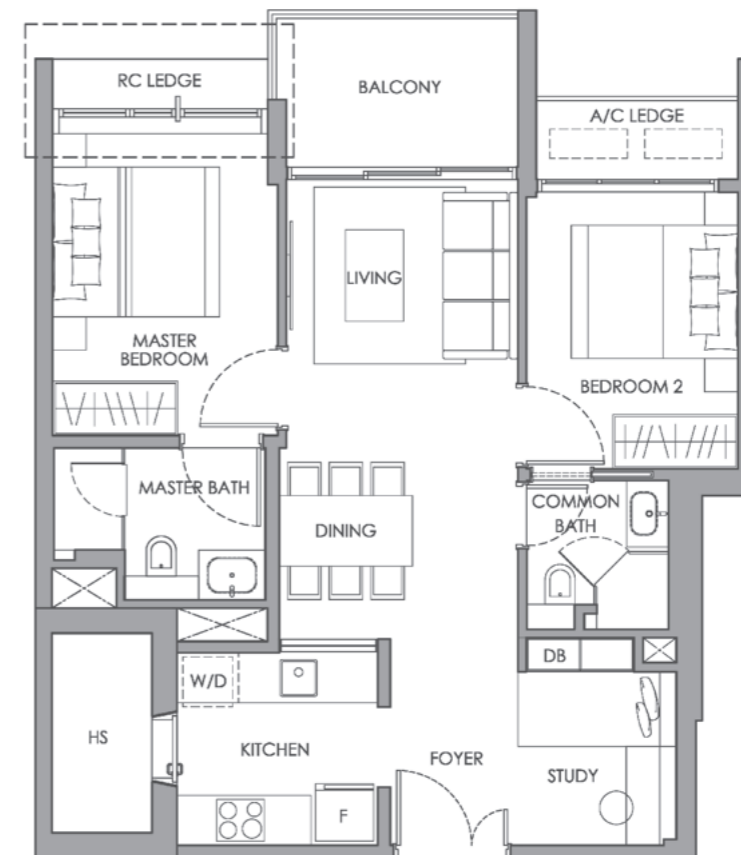 RC LEDGE
BALCONY
A/C LEDGE
LIVING
MASTER
BEDROOM
BEDROOM 2
MASTER BATH
COMMON
BATH
DINING
DB
W/D
HS
KITCHEN
FOYER
STUDY
F